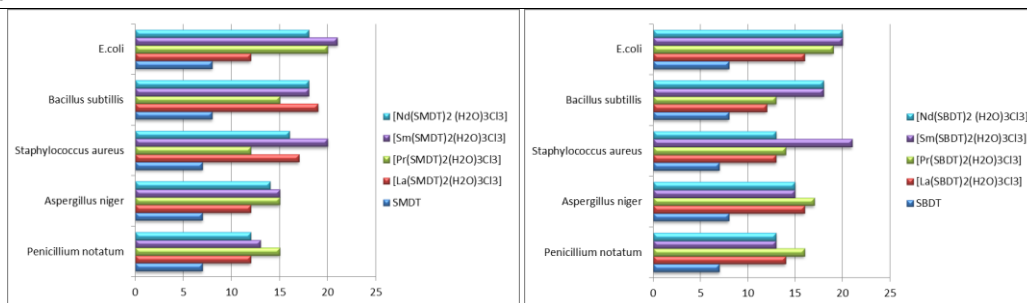 E.coli
Bacillus subtillis
Staphylococcus aureus
Aspergillus niger
Penicillium notatum
0 5 10 15 20 25
[Nd(SMDT)2 (H2O)3Cl3]
[Sm(SMDT)2(H2O)3Cl3]
[Pr(SMDT)2(H2O)3Cl3]
[La(SMDT)2(H2O)3Cl3]
SMDT
E.coli
Bacillus subtillis
Staphylococcus aureus
Aspergillus niger
Penicillium notatum
0 5 10 15 20 25
[Nd(SBDT)2 (H2O)3Cl3]
[Sm(SBDT)2(H2O)3Cl3]
[Pr(SBDT)2(H2O)3Cl3]
[La(SBDT)2(H2O)3Cl3]
SBDT